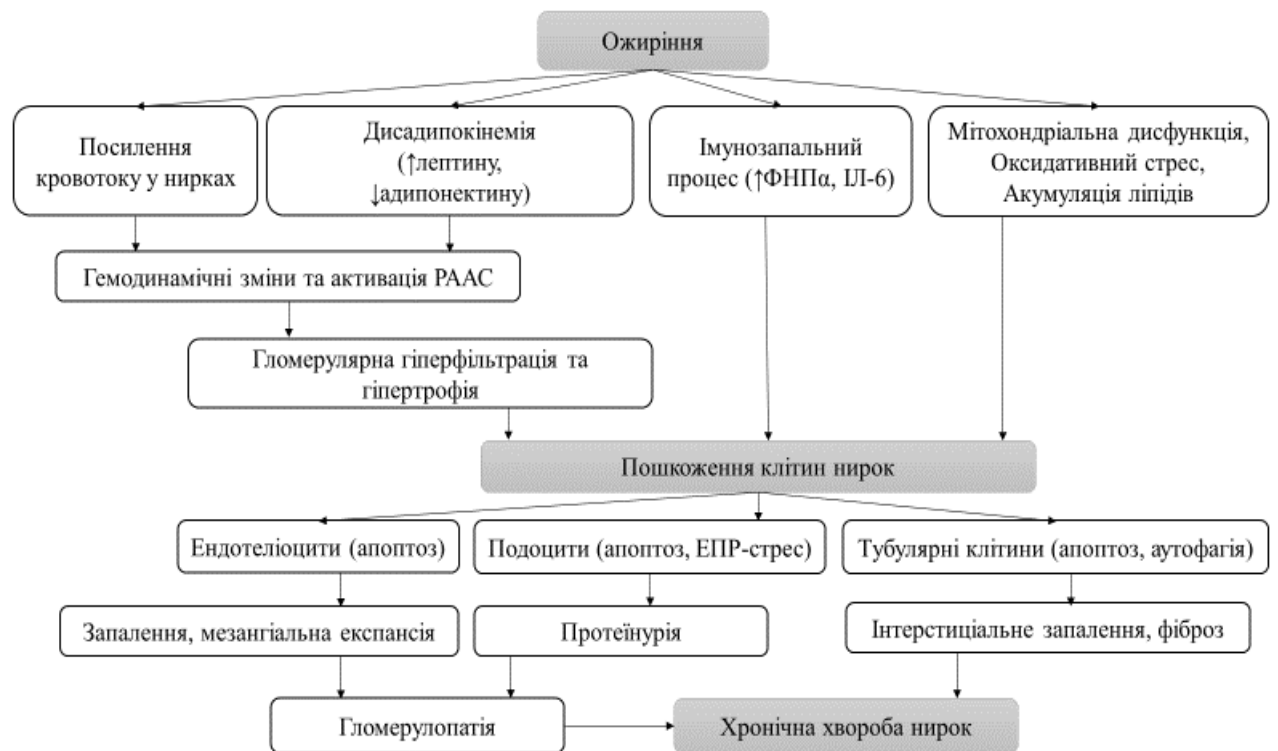 Ожиріння
Посилення
кровотоку у нирках
Дисадипокінемія
(↑лептину,
↓адипонектину)
Імунозапальний
процес (↑ФНПα, ІЛ-6)
Мітохондріальна дисфункція,
Оксидативний стрес,
Акумуляція ліпідів
Гемодинамічні зміни та активація РААС
Гломерулярна гіперфільтрація та
гіпертрофія
Пошкоження клітин нирок
Ендотеліоцити (апоптоз)
Подоцити (апоптоз, ЕПР-стрес)
Тубулярні клітини (апоптоз, аутофагія)
Запалення, мезангіальна експансія
Протеїнурія
Інтерстиціальне запалення, фіброз
Гломерулопатія
Хронічна хвороба нирок